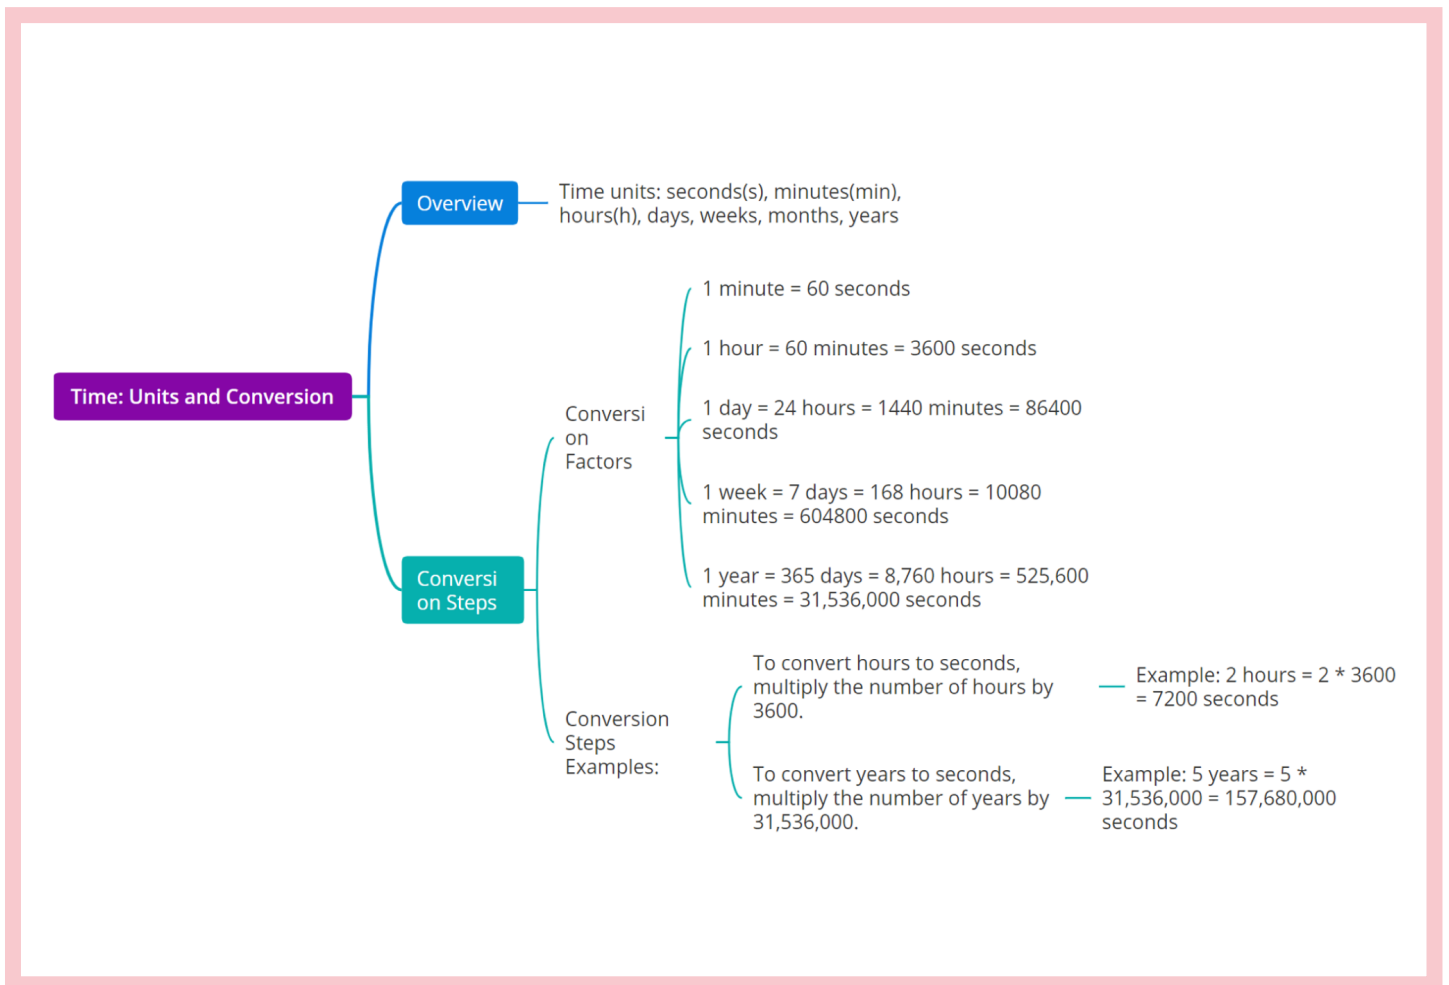 Time: Units and Conversion
Overview
Time units: seconds(s), minutes(min),
hours(h), days, weeks, months, years
Conversi
on Steps
Conversi
on
Factors
1 minute = 60 seconds
1 hour = 60 minutes = 3600 seconds
1 day = 24 hours = 1440 minutes = 86400
seconds
1 week = 7 days = 168 hours = 10080
minutes = 604800 seconds
1 year = 365 days = 8,760 hours = 525,600
minutes = 31,536,000 seconds
Conversion
Steps
Examples:
To convert hours to seconds,
multiply the number of hours by
3600.
Example: 2 hours = 2 * 3600
= 7200 seconds
To convert years to seconds,
multiply the number of years by
31,536,000.
Example: 5 years = 5 *
31,536,000 = 157,680,000
seconds